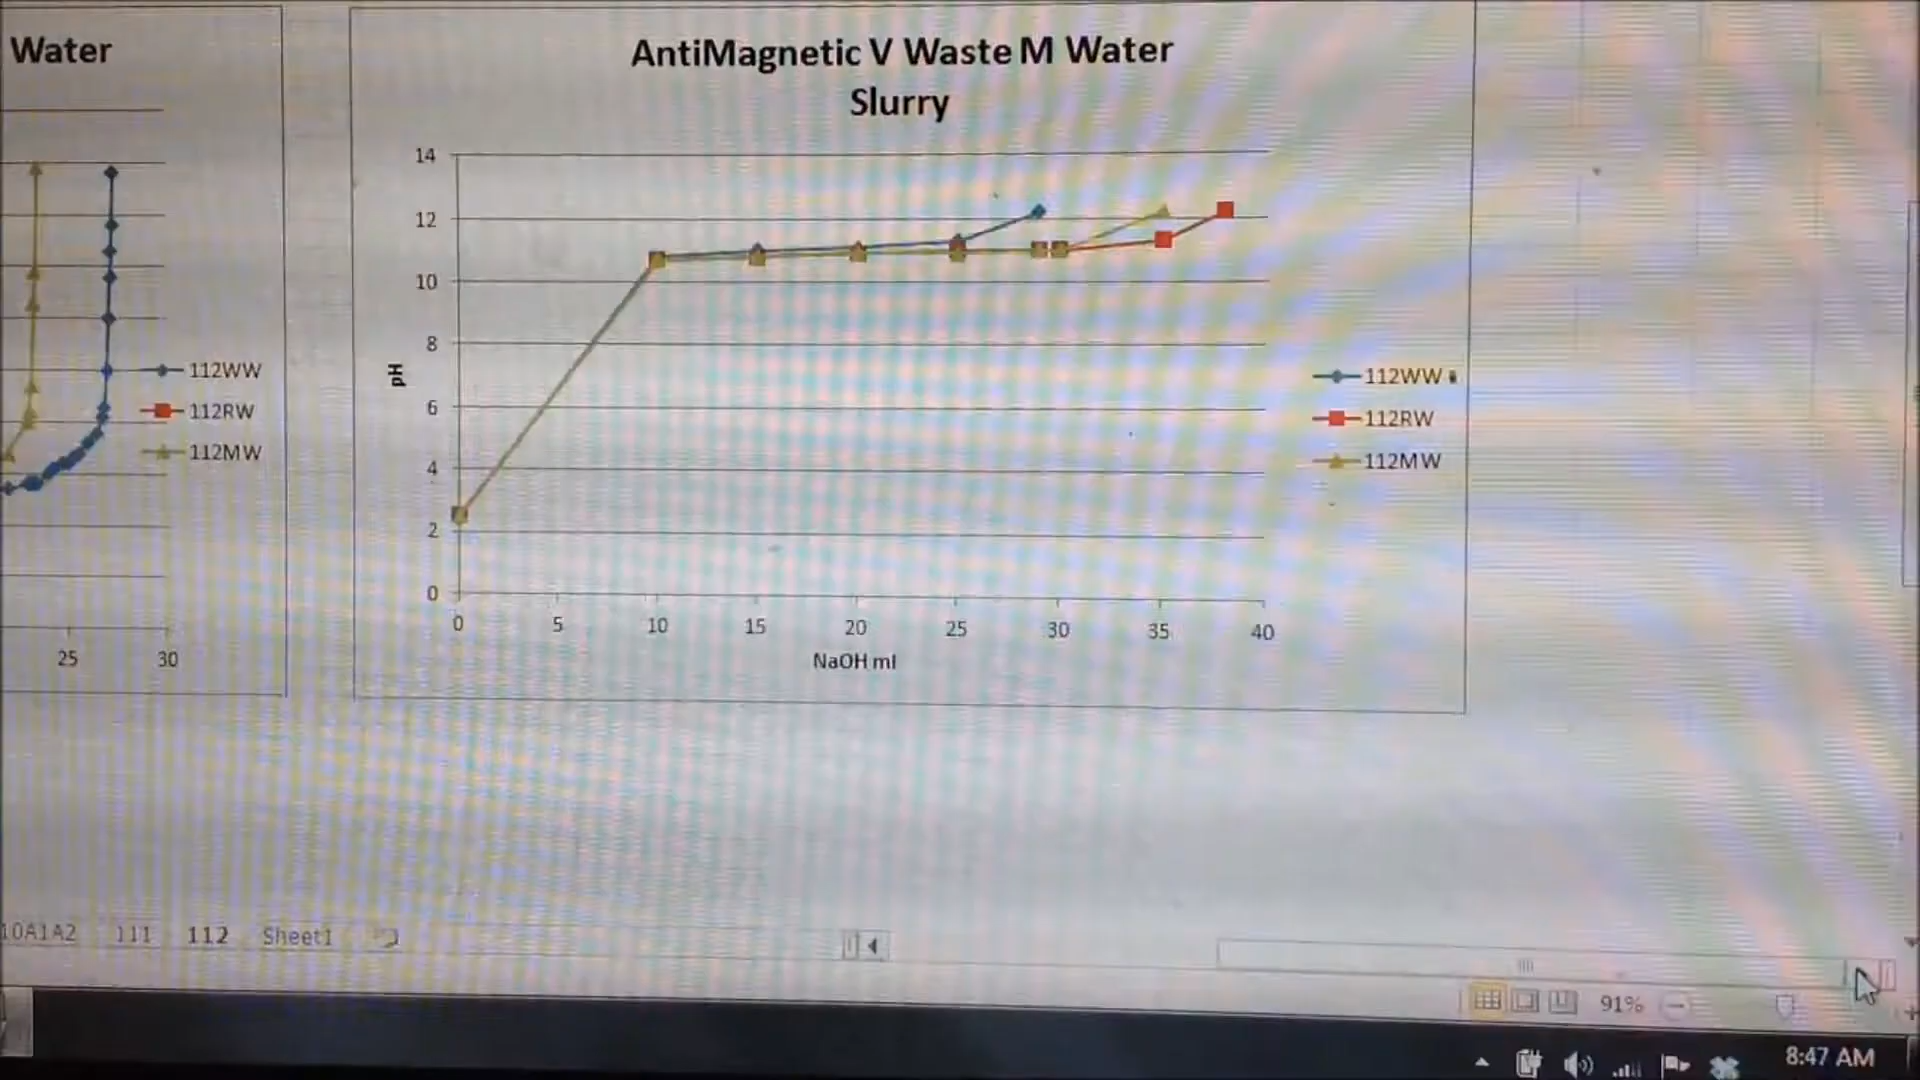 Water
112WW
112RW
112MW
25
30
AntiMagnetic V Waste M Water
Slurry
14
12
10
8
6
4
2
0
pH
0
5
10
15
20
25
30
35
40
NaOH ml
112WW
112RW
112MW
10A1A2
111
112
Sheet1
91%
8:47 AM